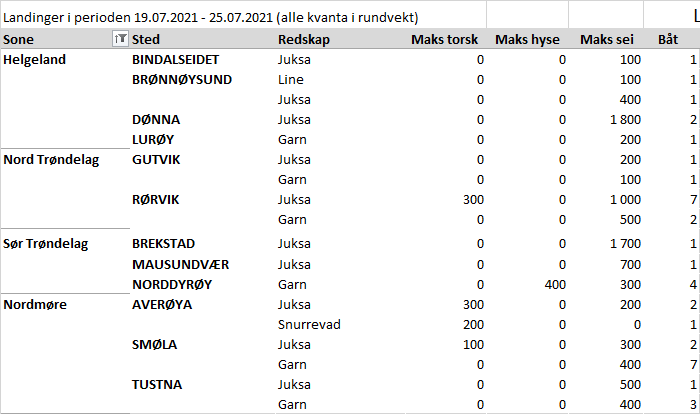 Landinger i perioden 19.07.2021 - 25.07.2021 (alle kvanta i rundvekt) L
Sone Sted Redskap Maks torsk Maks hyse Maks sei Båt
Helgeland BINDALSEIDET Juksa 0 0 100 1
BRØNNØYSUND Line 0 0 100 1
Juksa 0 0 400 1
DØNNA Juksa 0 0 1 800 2
LURØY Garn 0 0 200 1
Nord Trøndelag GUTVIK Juksa 0 0 200 1
Garn 0 0 100 1
RØRVIK Juksa 300 0 1 000 7
Garn 0 0 500 2
Sør Trøndelag BREKSTAD Juksa 0 0 1 700 1
MAUSUNDVÆR Juksa 0 0 700 1
NORDDYRØY Garn 0 400 300 4
Nordmøre AVERØYA Juksa 300 0 200 2
Snurrevad 200 0 0 1
SMØLA Juksa 100 0 300 2
Garn 0 0 400 7
TUSTNA Juksa 0 0 500 1
Garn 0 0 400 3